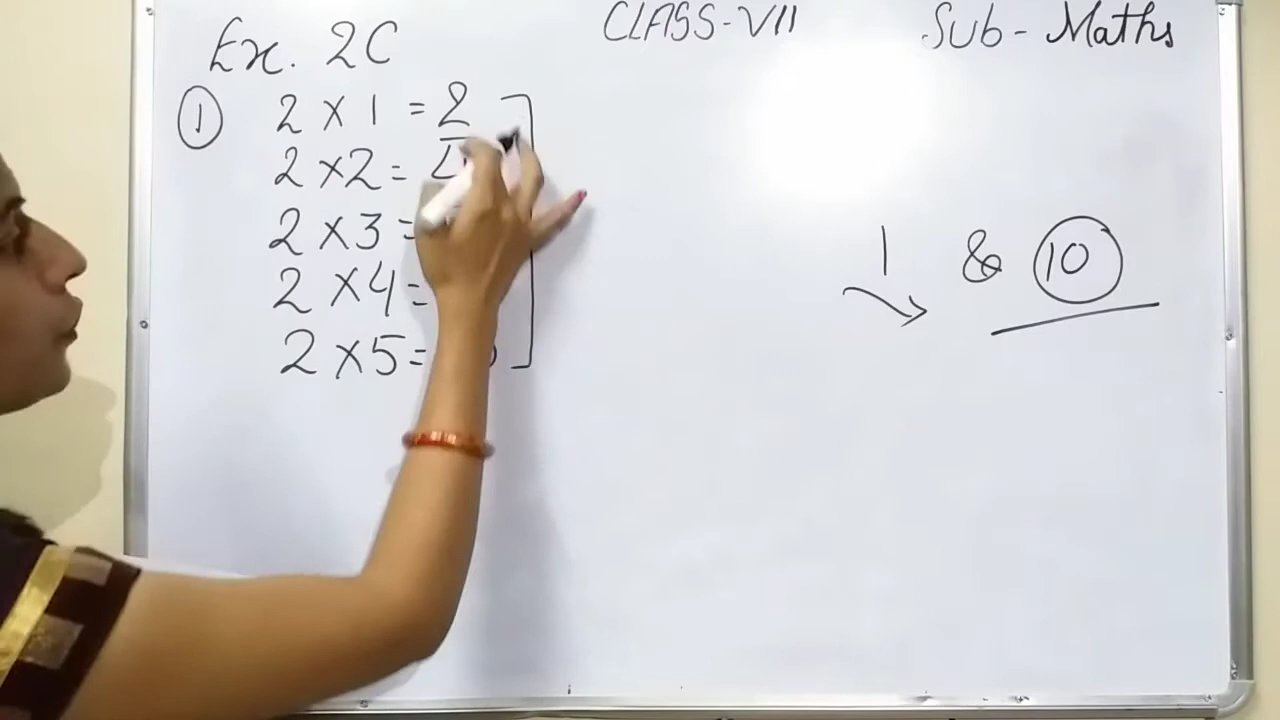 CLASS-VII
Sub - Maths
Ex. 2C
① 2 × 1 = 2
2 × 2 = 4
2 × 3 =
2 × 4 =
2 × 5 =
1 & 10